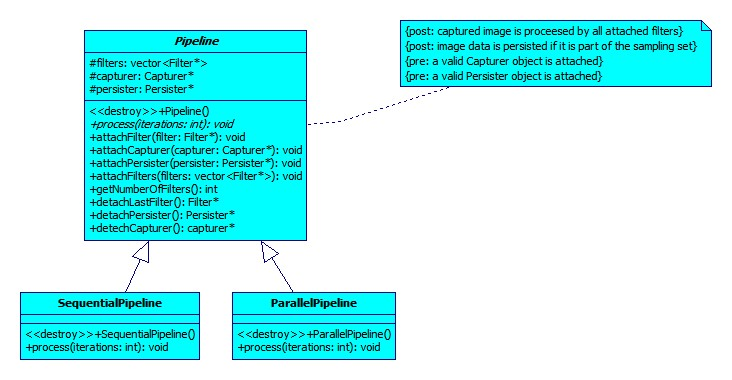 Pipeline
#filters: vector<Filter*>
#capturer: Capturer*
#persister: Persister*
<<destroy>>+Pipeline()
+process(iterations: int): void
+attachFilter(filter: Filter*): void
+attachCapturer(capturer: Capturer*): void
+attachPersister(persister: Persister*): void
+attachFilters(filters: vector<Filter*>): void
+getNumberOfFilters(): int
+detachLastFilter(): Filter*
+detachPersister(): Persister*
+detechCapturer(): capturer*
{post: captured image is proceesed by all attached filters}
{post: image data is persisted if it is part of the sampling set}
{pre: a valid Capturer object is attached}
{pre: a valid Persister object is attached}
SequentialPipeline
<<destroy>>+SequentialPipeline()
+process(iterations: int): void
ParallelPipeline
<<destroy>>+ParallelPipeline()
+process(iterations: int): void